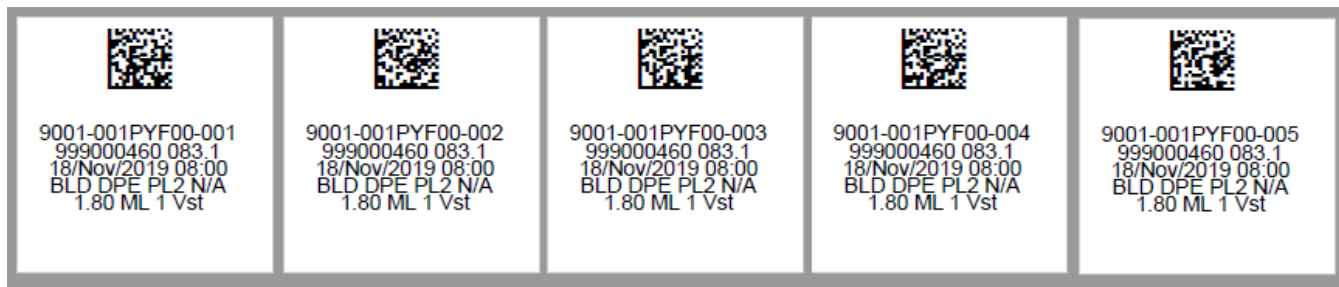 9001-001PYF00-001
999000460 083.1
18/Nov/2019 08:00
BLD DPE PL2 N/A
1.80 ML 1 Vst
9001-001PYF00-002
999000460 083.1
18/Nov/2019 08:00
BLD DPE PL2 N/A
1.80 ML 1 Vst
9001-001PYF00-003
999000460 083.1
18/Nov/2019 08:00
BLD DPE PL2 N/A
1.80 ML 1 Vst
9001-001PYF00-004
999000460 083.1
18/Nov/2019 08:00
BLD DPE PL2 N/A
1.80 ML 1 Vst
9001-001PYF00-005
999000460 083.1
18/Nov/2019 08:00
BLD DPE PL2 N/A
1.80 ML 1 Vst